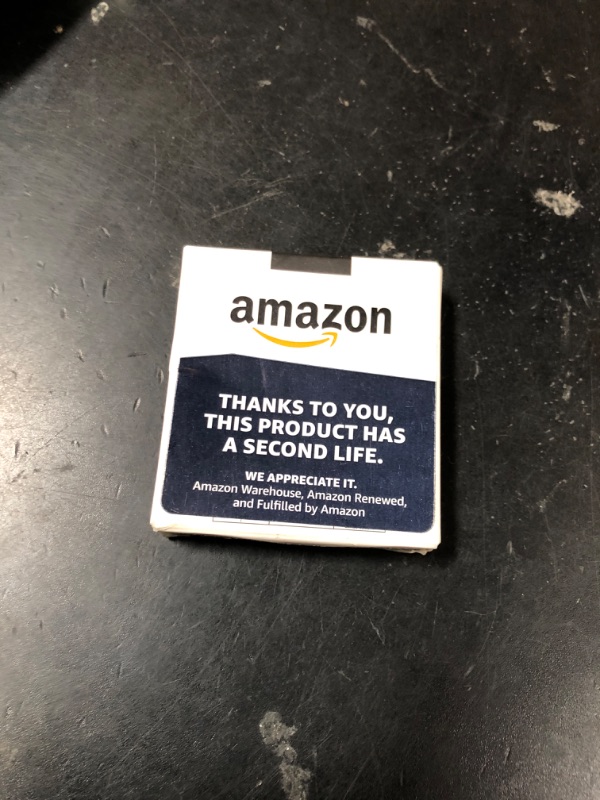 amazon
THANKS TO YOU,
THIS PRODUCT HAS
A SECOND LIFE.
WE APPRECIATE IT.
Amazon Warehouse, Amazon Renewed,
and Fulfilled by Amazon